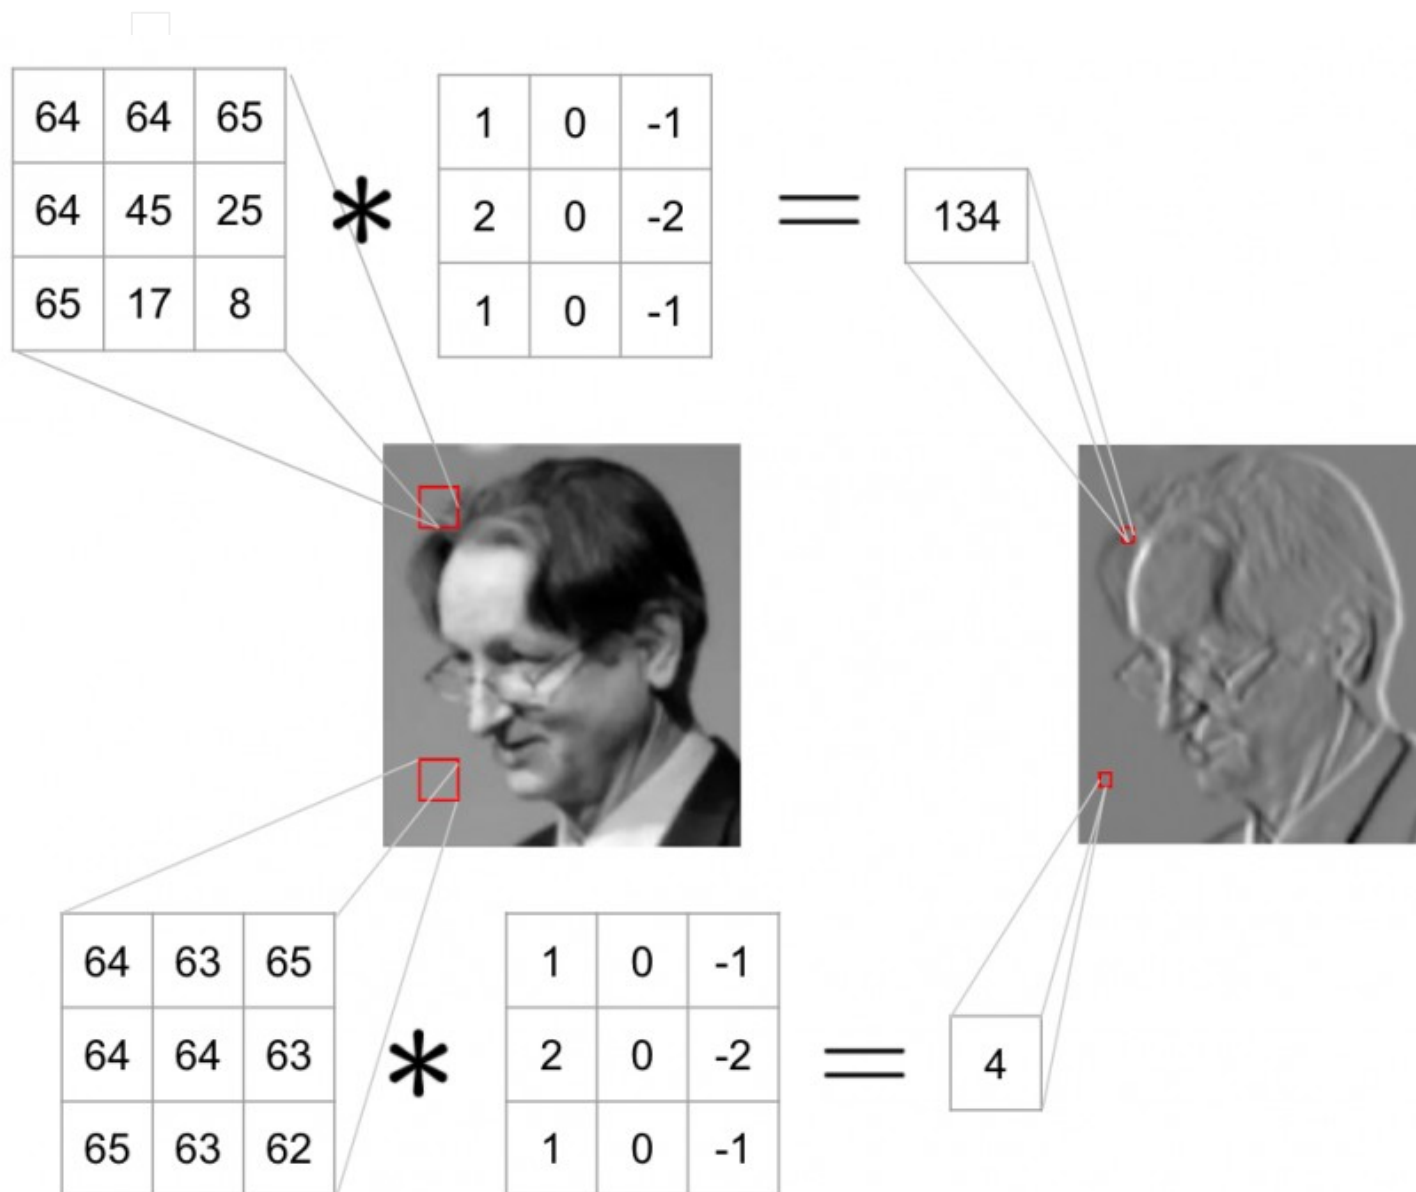 64 64 65 1 0 -1
64 45 25 * 2 0 -2 = 134
65 17 8 1 0 -1
64 63 65 1 0 -1
64 64 63 * 2 0 -2 = 4
65 63 62 1 0 -1